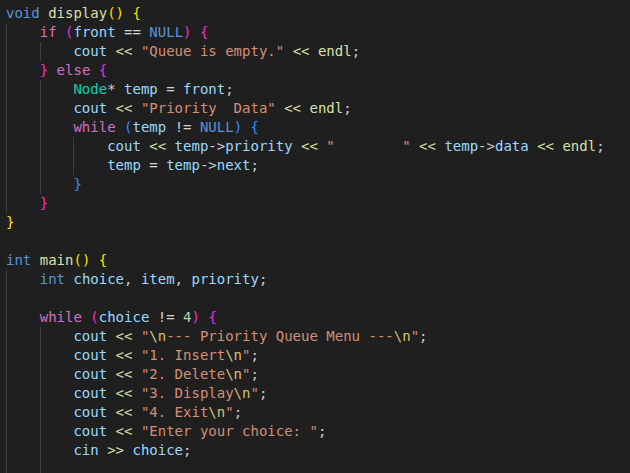 void display() {
    if (front == NULL) {
        cout << "Queue is empty." << endl;
    } else {
        Node* temp = front;
        cout << "Priority  Data" << endl;
        while (temp != NULL) {
            cout << temp->priority << "        " << temp->data << endl;
            temp = temp->next;
        }
    }
}

int main() {
    int choice, item, priority;

    while (choice != 4) {
        cout << "\n--- Priority Queue Menu ---\n";
        cout << "1. Insert\n";
        cout << "2. Delete\n";
        cout << "3. Display\n";
        cout << "4. Exit\n";
        cout << "Enter your choice: ";
        cin >> choice;